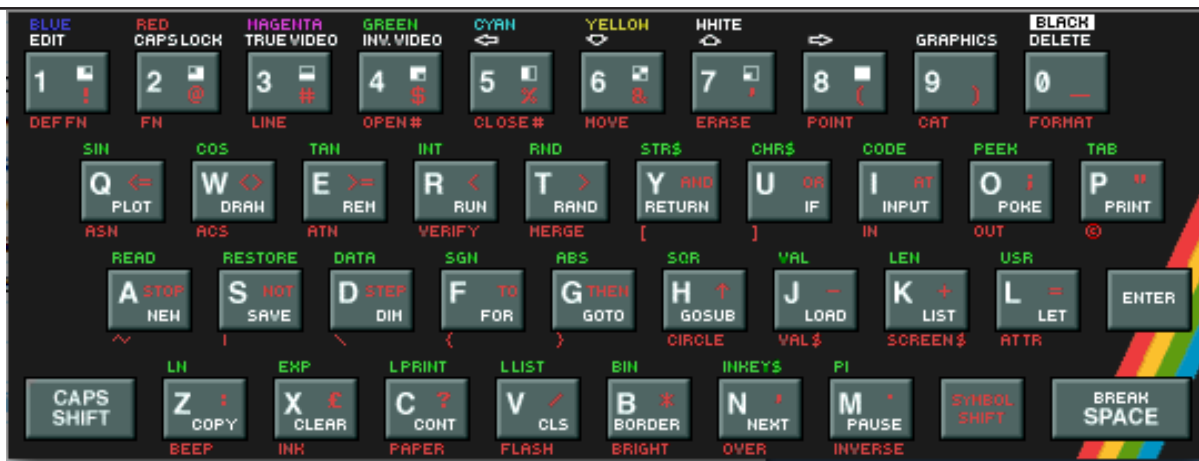 BLUE RED MAGENTA GREEN CYAN YELLOW WHITE BLACK
EDIT CAPS LOCK TRUE VIDEO INV. VIDEO ⇦ ⇩ ⇧ ⇨ GRAPHICS DELETE
1 ! 2 @ 3 # 4 $ 5 % 6 & 7 ' 8 ( 9 ) 0 _
DEF FN FN LINE OPEN # CLOSE # MOVE ERASE POINT CAT FORMAT
SIN COS TAN INT RND STR$ CHR$ CODE PEEK TAB
Q <= W <> E >= R < T > Y AND U OR I AT O ; P "
PLOT DRAW REM RUN RAND RETURN IF INPUT POKE PRINT
ASN ACS ATN VERIFY MERGE [ ] IN OUT ©
READ RESTORE DATA SGN ABS SQR VAL LEN USR
A STOP S NOT D STEP F TO G THEN H ↑ J - K + L = ENTER
NEW SAVE DIM FOR GOTO GOSUB LOAD LIST LET
~ | \ { } CIRCLE VAL$ SCREEN$ ATTR
LN EXP LPRINT LLIST BIN INKEY$ PI
CAPS SHIFT Z : X £ C ? V / B * N , M . SYMBOL SHIFT BREAK SPACE
COPY CLEAR CONT CLS BORDER NEXT PAUSE
BEEP INK PAPER FLASH BRIGHT OVER INVERSE